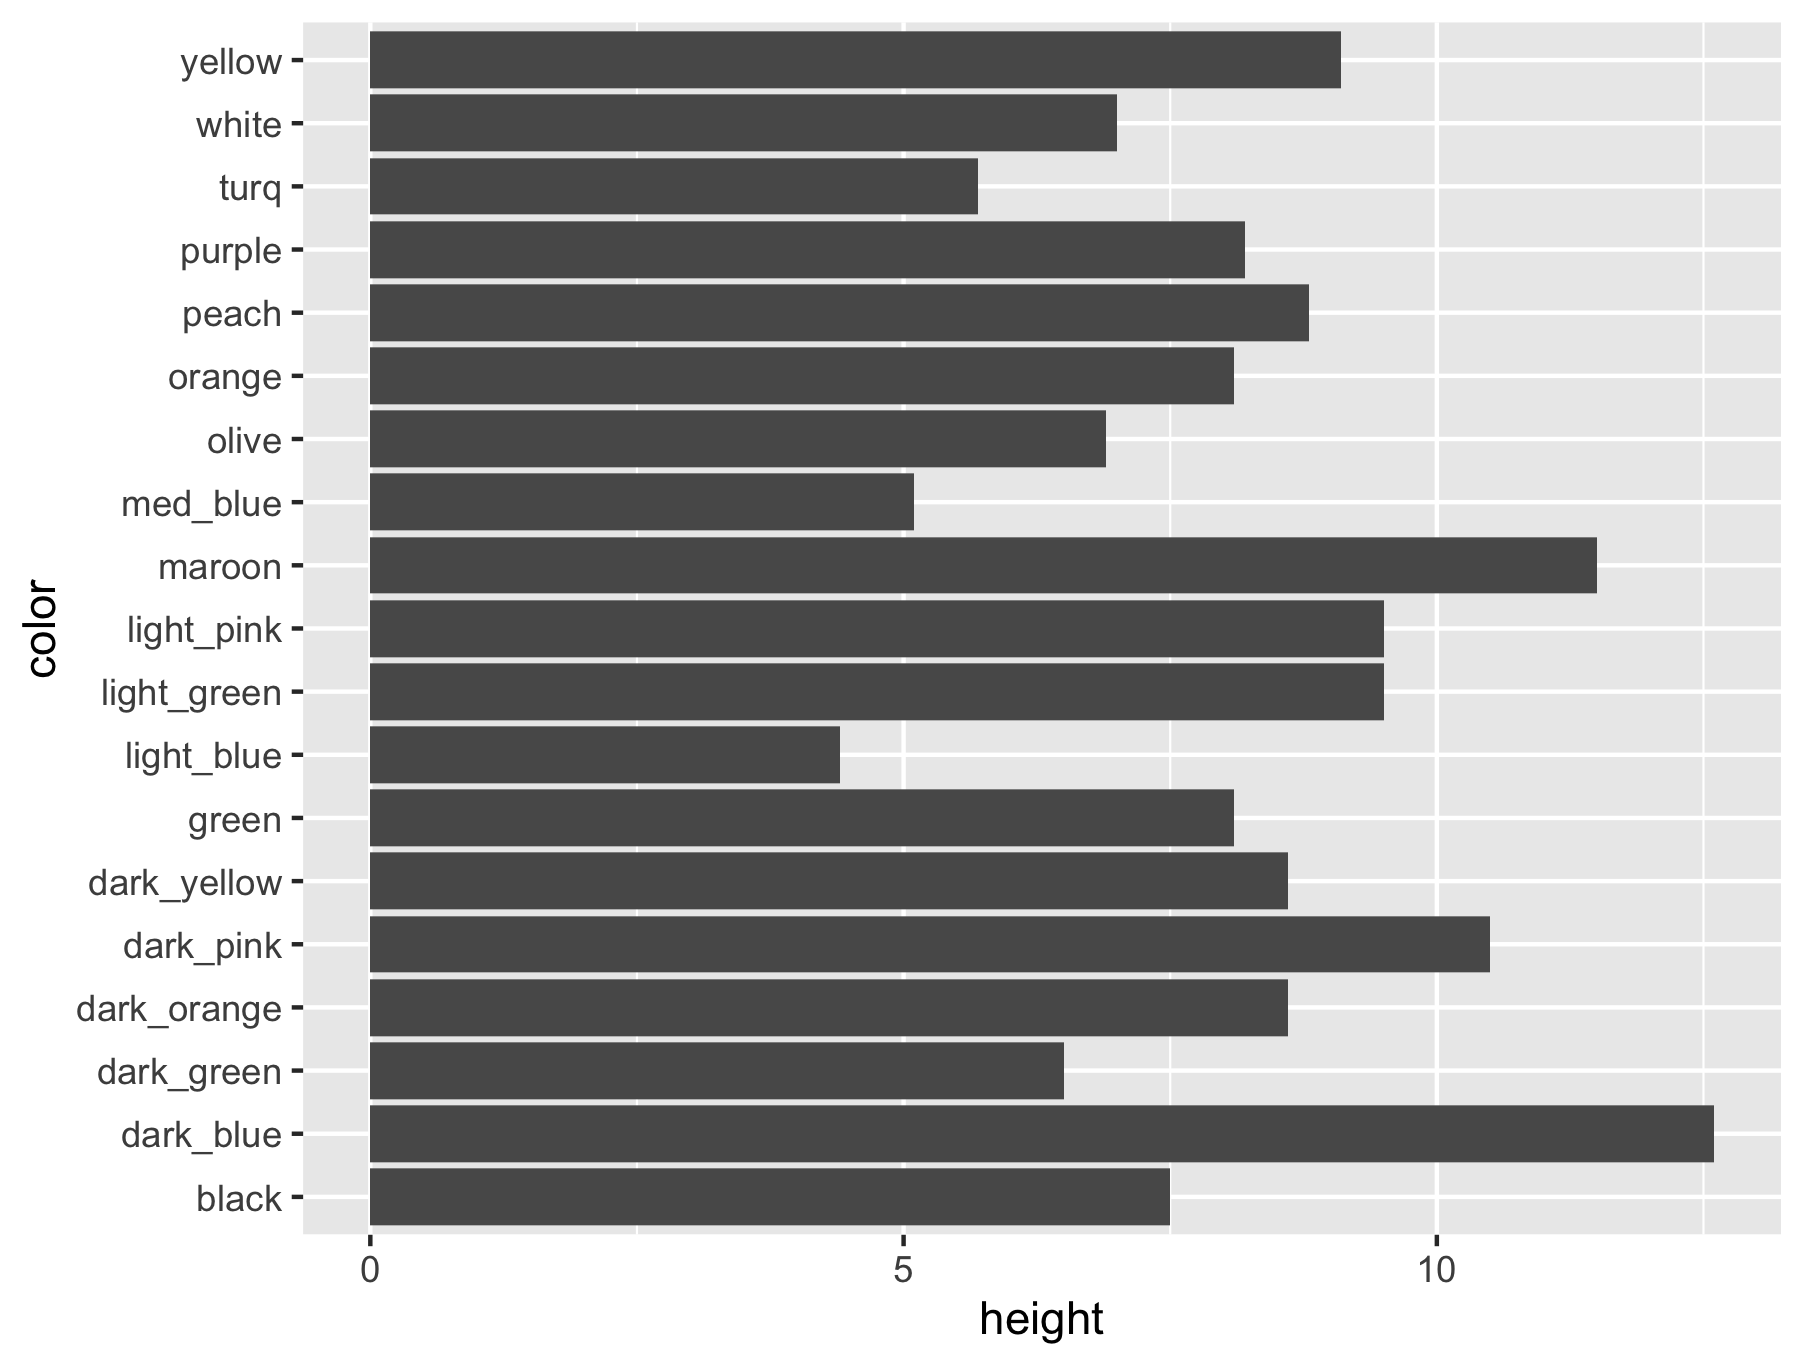 yellow
white
turq
purple
peach
orange
olive
med_blue
maroon
light_pink
light_green
light_blue
green
dark_yellow
dark_pink
dark_orange
dark_green
dark_blue
black
color
0 5 10
height